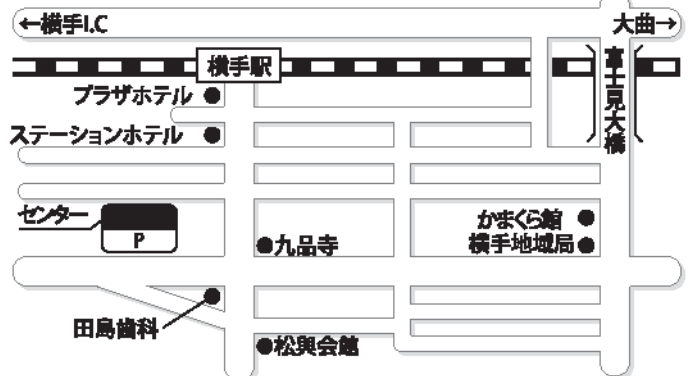 ←横手I.C
大曲→
横手駅
富士見大橋
プラザホテル
ステーションホテル
センター
P
かまくら館
横手地域局
九品寺
田島歯科
松與会館